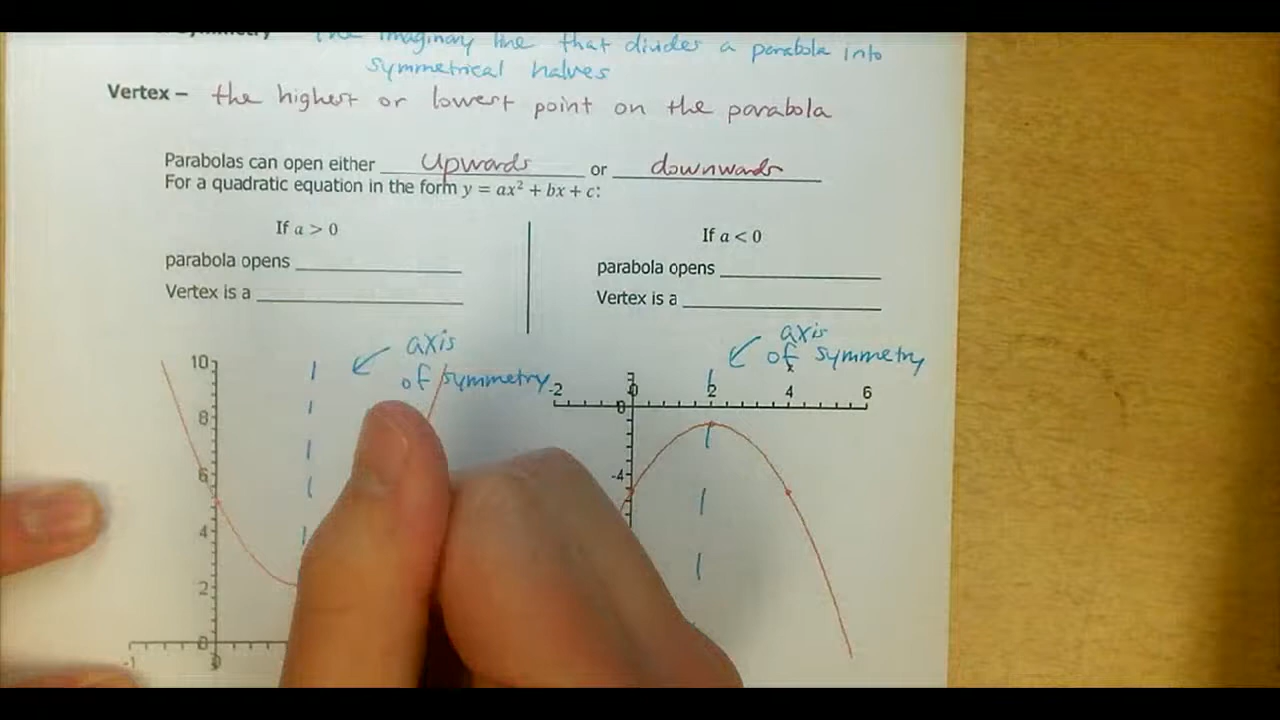 Symmetry The imaginary line that divides a parabola into
symmetrical halves
Vertex – the highest or lowest point on the parabola
Parabolas can open either upwards or downwards
For a quadratic equation in the form y = ax² + bx + c:
If a > 0
parabola opens
Vertex is a
If a < 0
parabola opens
Vertex is a
axis
of symmetry
10
8
6
4
2
0
-1
0
axis
of symmetry
x
-2
0
2
4
6
0
-4